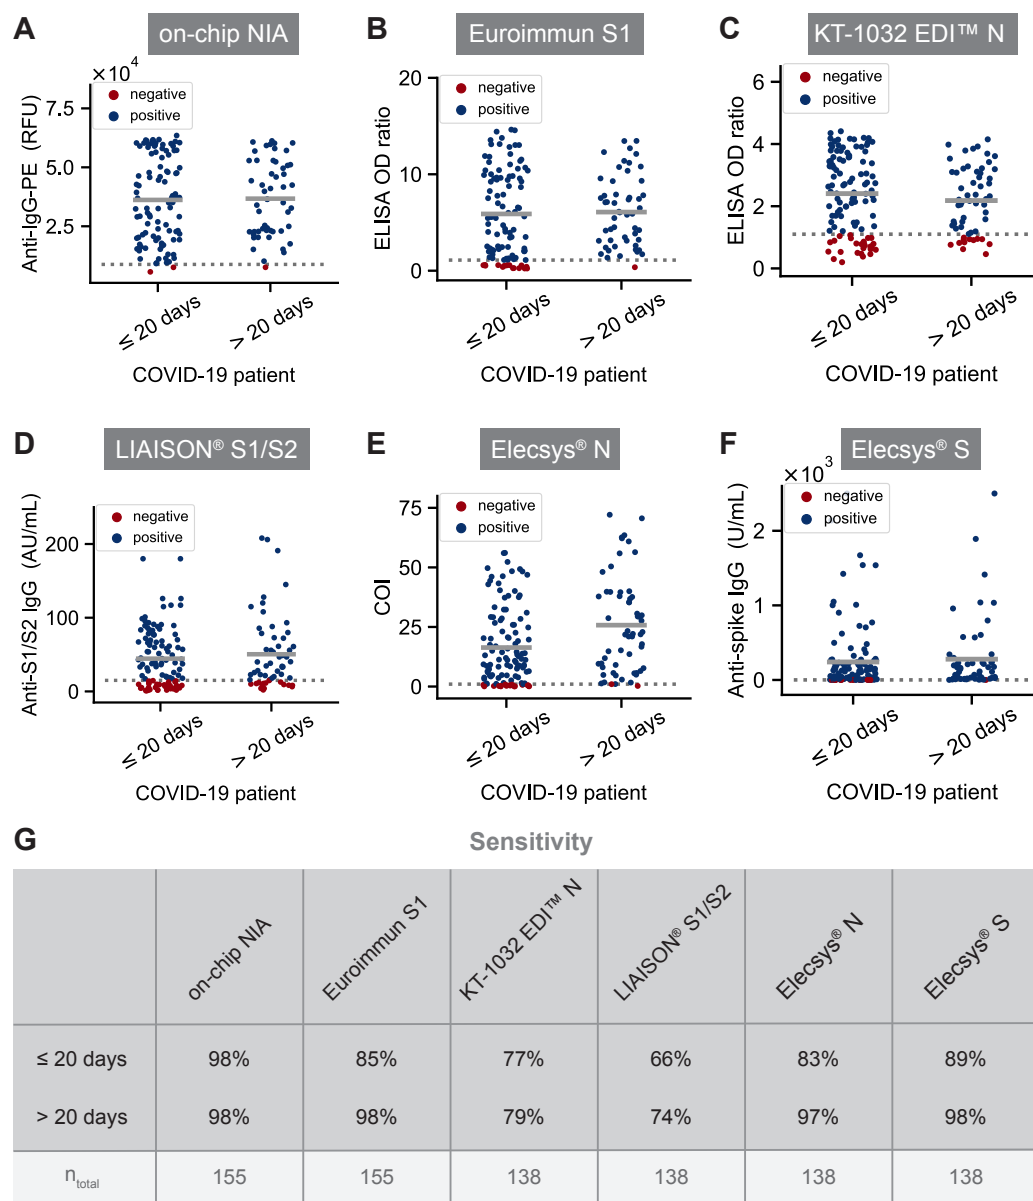 A on-chip NIA
×10⁴
Anti-IgG-PE (RFU)
7.5
5.0
2.5
negative
positive
≤ 20 days
> 20 days
COVID-19 patient
B Euroimmun S1
ELISA OD ratio
20
10
0
negative
positive
≤ 20 days
> 20 days
COVID-19 patient
C KT-1032 EDI™ N
ELISA OD ratio
6
4
2
0
negative
positive
≤ 20 days
> 20 days
COVID-19 patient
D LIAISON® S1/S2
Anti-S1/S2 IgG (AU/mL)
200
100
0
negative
positive
≤ 20 days
> 20 days
COVID-19 patient
E Elecsys® N
COI
75
50
25
0
negative
positive
≤ 20 days
> 20 days
COVID-19 patient
F Elecsys® S
×10³
Anti-spike IgG (U/mL)
2
1
0
negative
positive
≤ 20 days
> 20 days
COVID-19 patient
G Sensitivity
on-chip NIA Euroimmun S1 KT-1032 EDI™ N LIAISON® S1/S2 Elecsys® N Elecsys® S
≤ 20 days 98% 85% 77% 66% 83% 89%
> 20 days 98% 98% 79% 74% 97% 98%
n_total 155 155 138 138 138 138